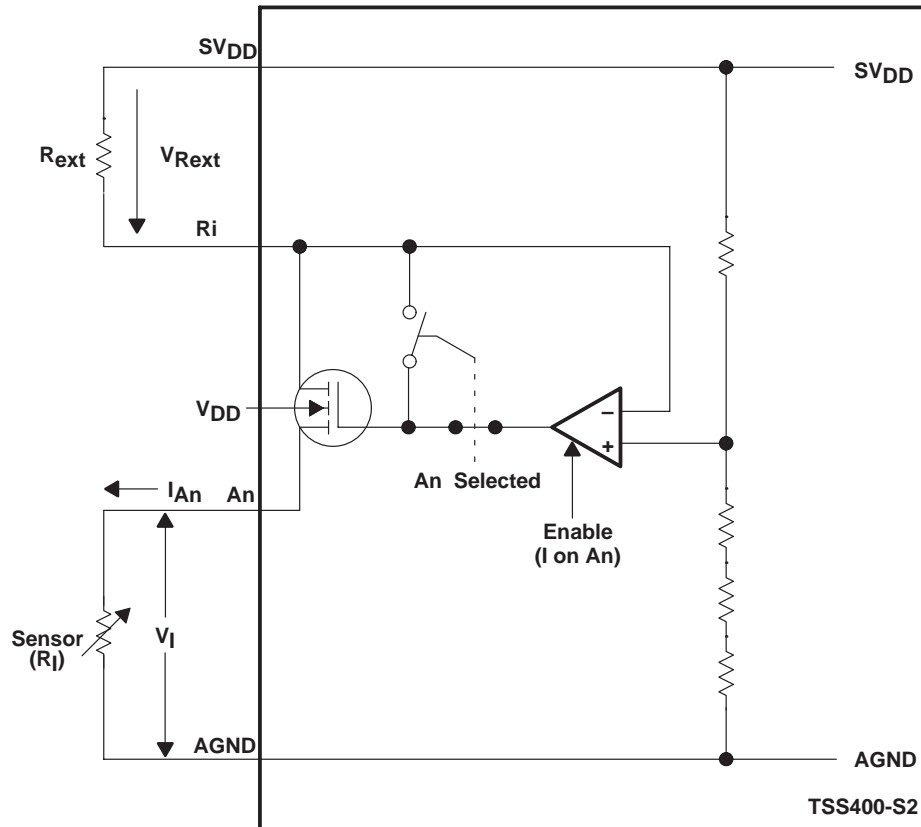 SVDD
SVDD
Rext
VRext
Ri
VDD
–
+
An Selected
IAn An
Enable
(I on An)
Sensor
(RI)
VI
AGND
AGND
TSS400-S2